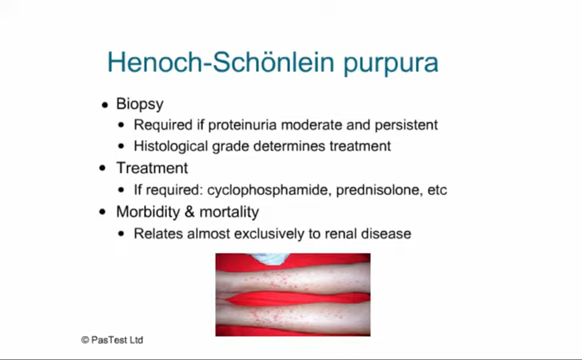 Henoch-Schönlein purpura
• Biopsy
• Required if proteinuria moderate and persistent
• Histological grade determines treatment
• Treatment
• If required: cyclophosphamide, prednisolone, etc
• Morbidity & mortality
• Relates almost exclusively to renal disease
© PasTest Ltd